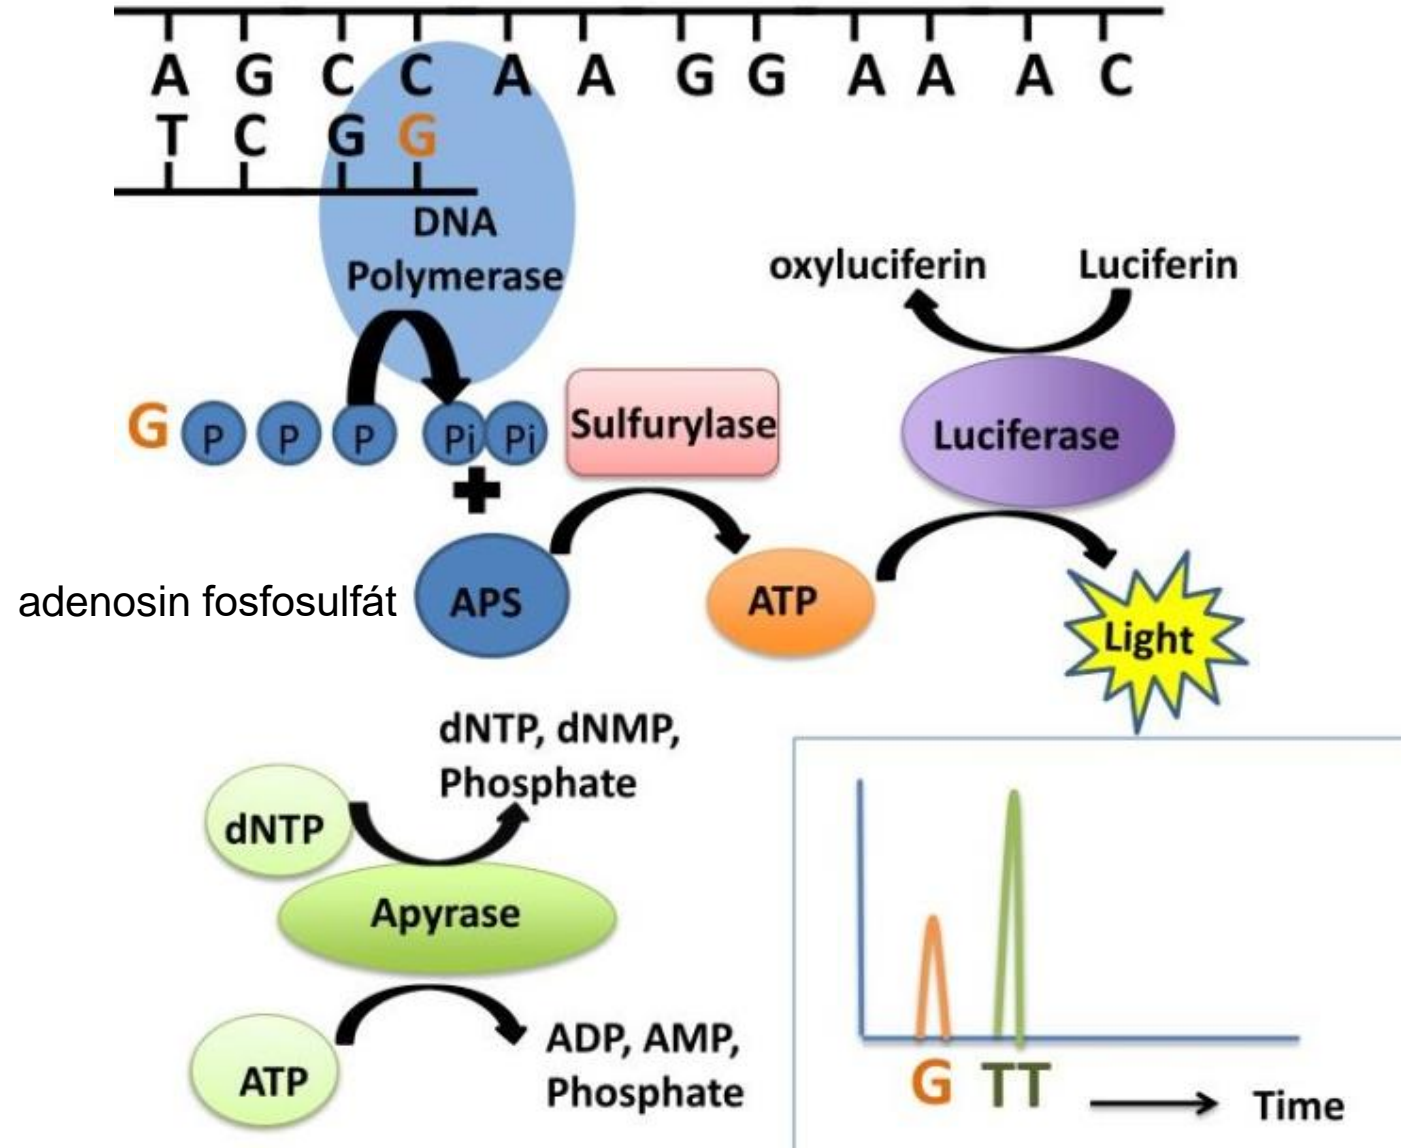 A G C C A A G G A A A C
T C G G
DNA
Polymerase
oxyluciferin Luciferin
G P P P Pi Pi
Sulfurylase
Luciferase
adenosin fosfosulfát
APS
ATP
Light
dNTP, dNMP,
Phosphate
dNTP
Apyrase
ATP
ADP, AMP,
Phosphate
G TT
Time